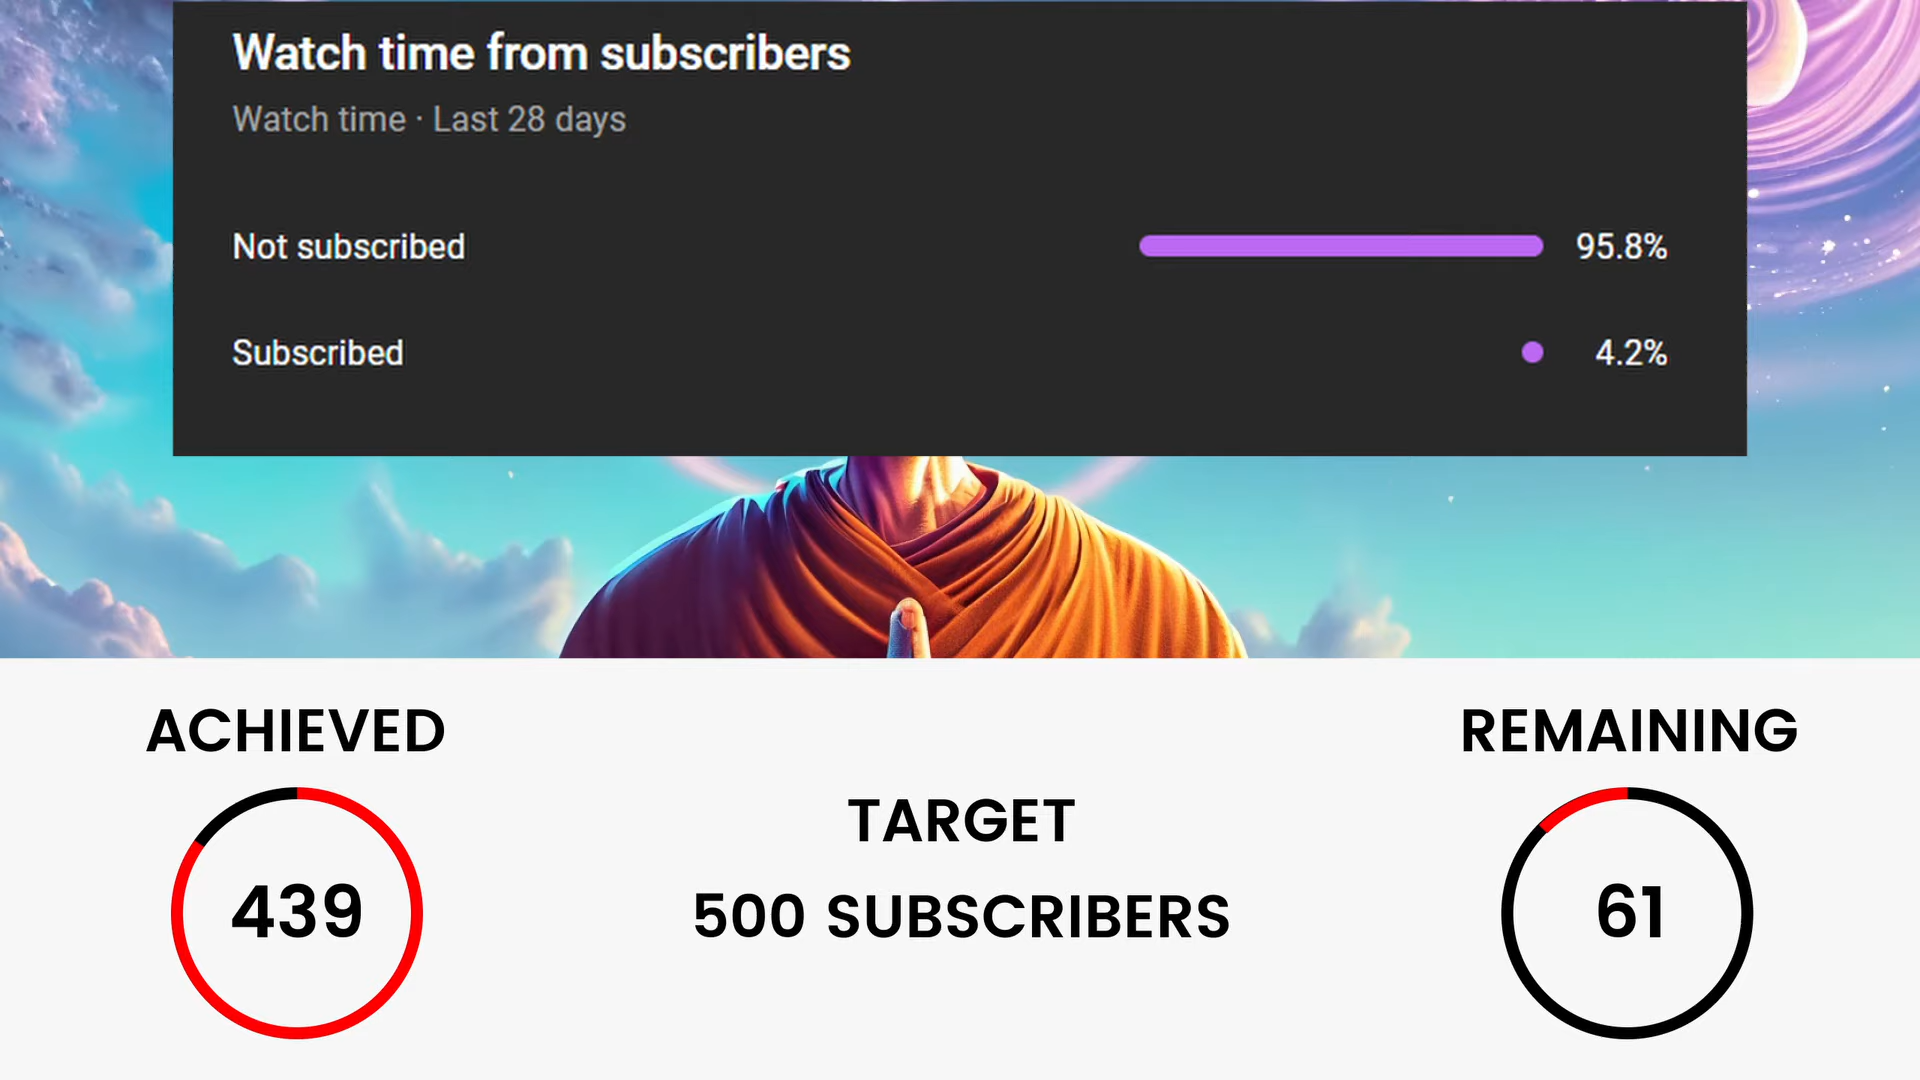 Watch time from subscribers
Watch time · Last 28 days
Not subscribed 95.8%
Subscribed 4.2%
ACHIEVED
REMAINING
TARGET
439
500 SUBSCRIBERS
61